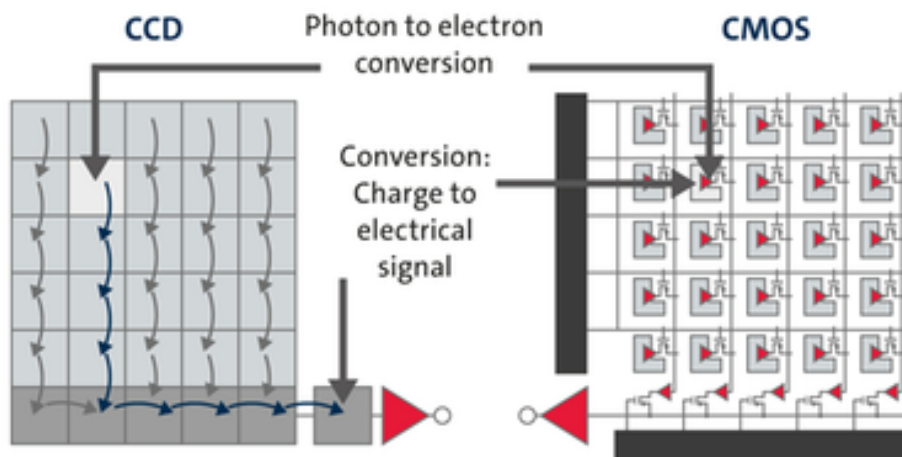 CCD
Photon to electron
conversion
CMOS
Conversion:
Charge to
electrical
signal